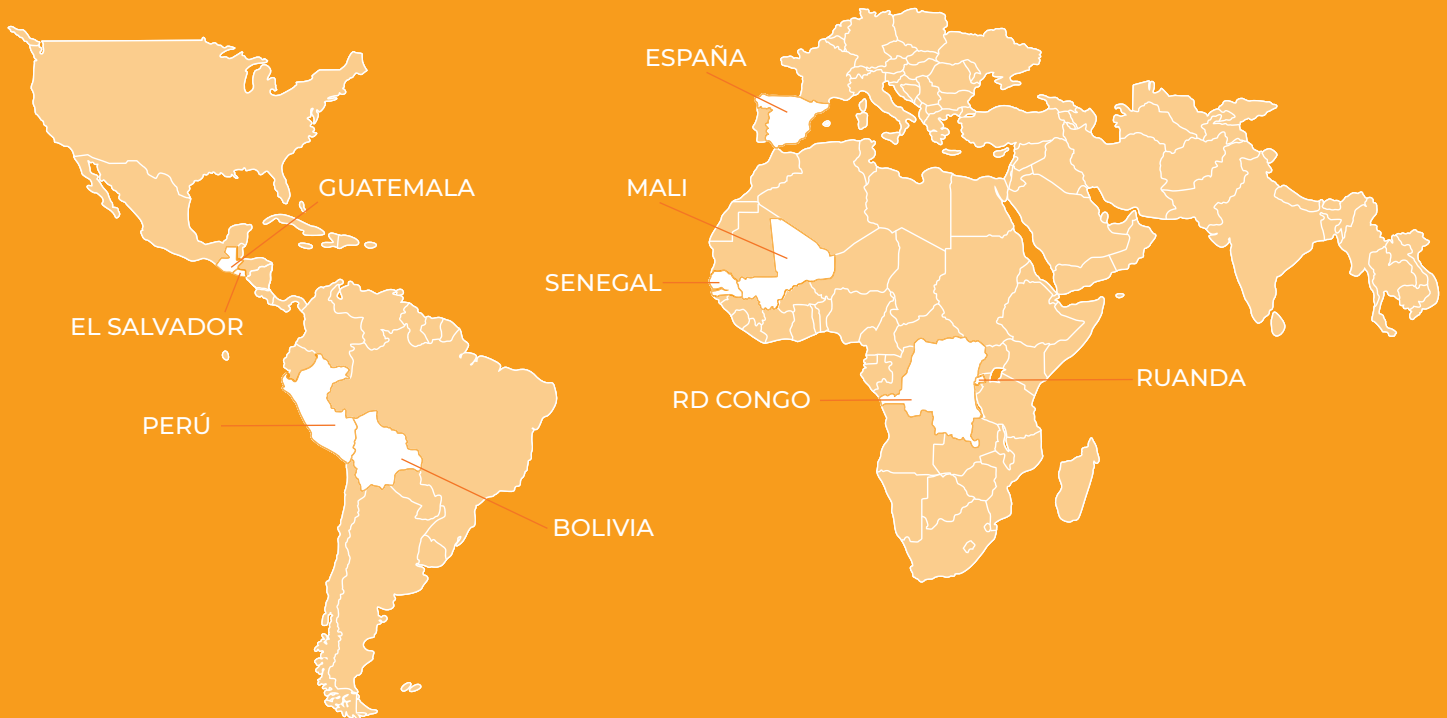 ESPAÑA
GUATEMALA
MALI
SENEGAL
EL SALVADOR
RUANDA
RD CONGO
PERÚ
BOLIVIA